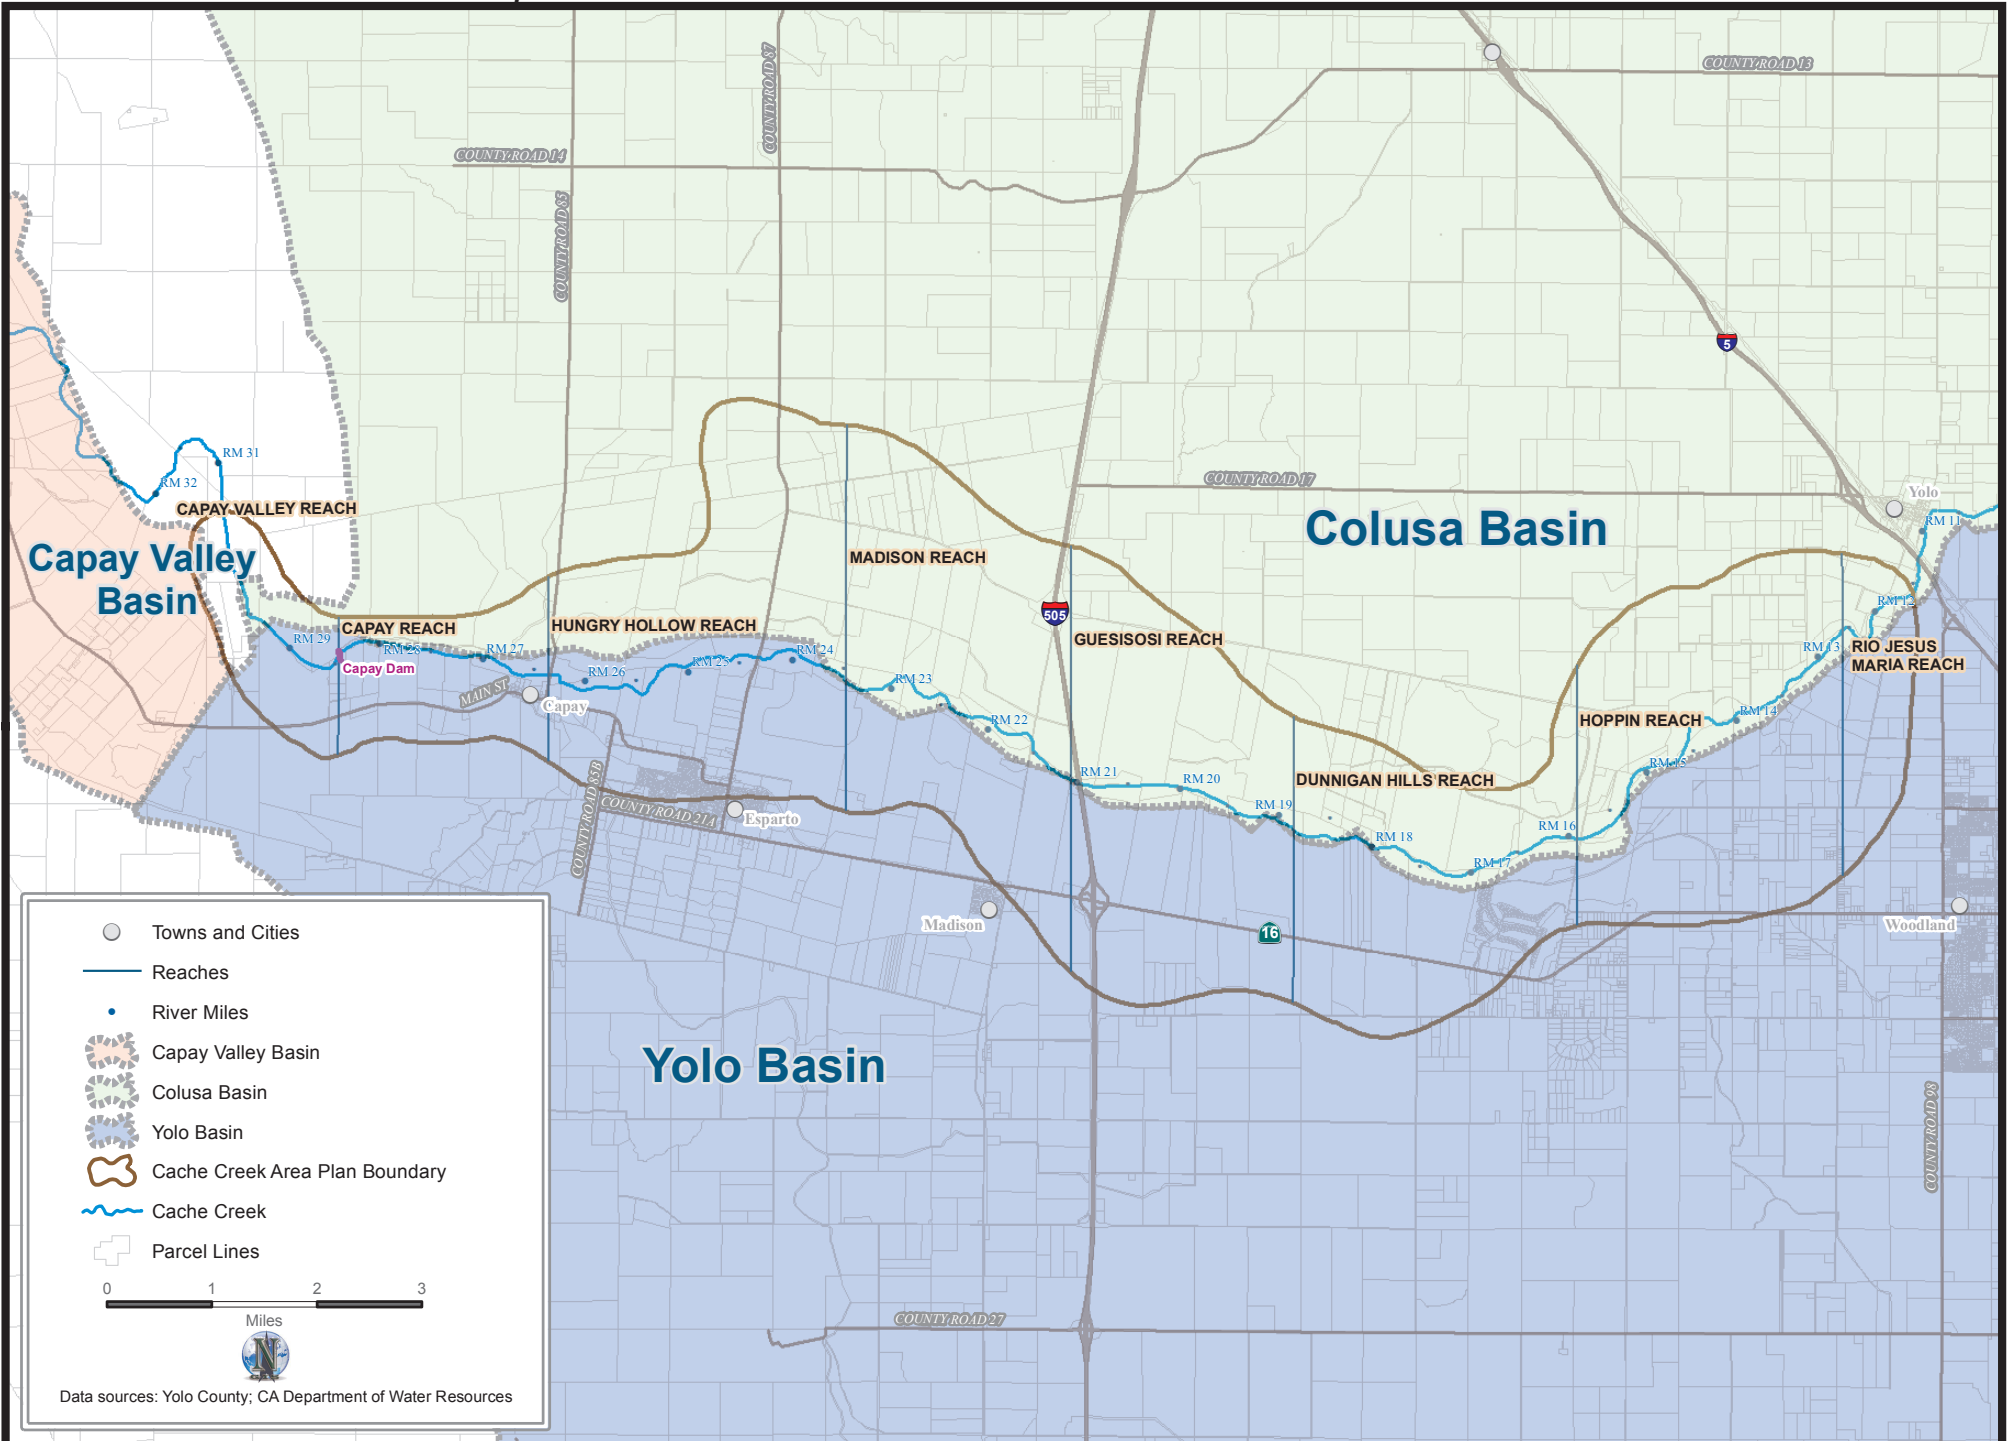 COUNTY ROAD 13
COUNTY ROAD 87
COUNTY ROAD 14
COUNTY ROAD 85
5
RM 31
RM 32
CAPAY VALLEY REACH
COUNTY ROAD 17
Yolo
RM 11
Colusa Basin
Capay Valley
Basin
MADISON REACH
RM 12
505
CAPAY REACH
HUNGRY HOLLOW REACH
GUESISOSI REACH
RM 29
RM 28
RM 27
RM 13
RIO JESUS
MARIA REACH
Capay Dam
RM 26
RM 25
RM 24
RM 23
MAIN ST
Capay
RM 22
HOPPIN REACH
RM 14
RM 21
RM 20
DUNNIGAN HILLS REACH
RM 15
RM 19
COUNTY ROAD 85B
COUNTY ROAD 21A
Esparto
RM 18
RM 16
RM 17
Madison
16
Woodland
Towns and Cities
Reaches
River Miles
Capay Valley Basin
Colusa Basin
Yolo Basin
Cache Creek Area Plan Boundary
Cache Creek
Parcel Lines
0 1 2 3
Miles
N
Data sources: Yolo County; CA Department of Water Resources
Yolo Basin
COUNTY ROAD 98
COUNTY ROAD 27